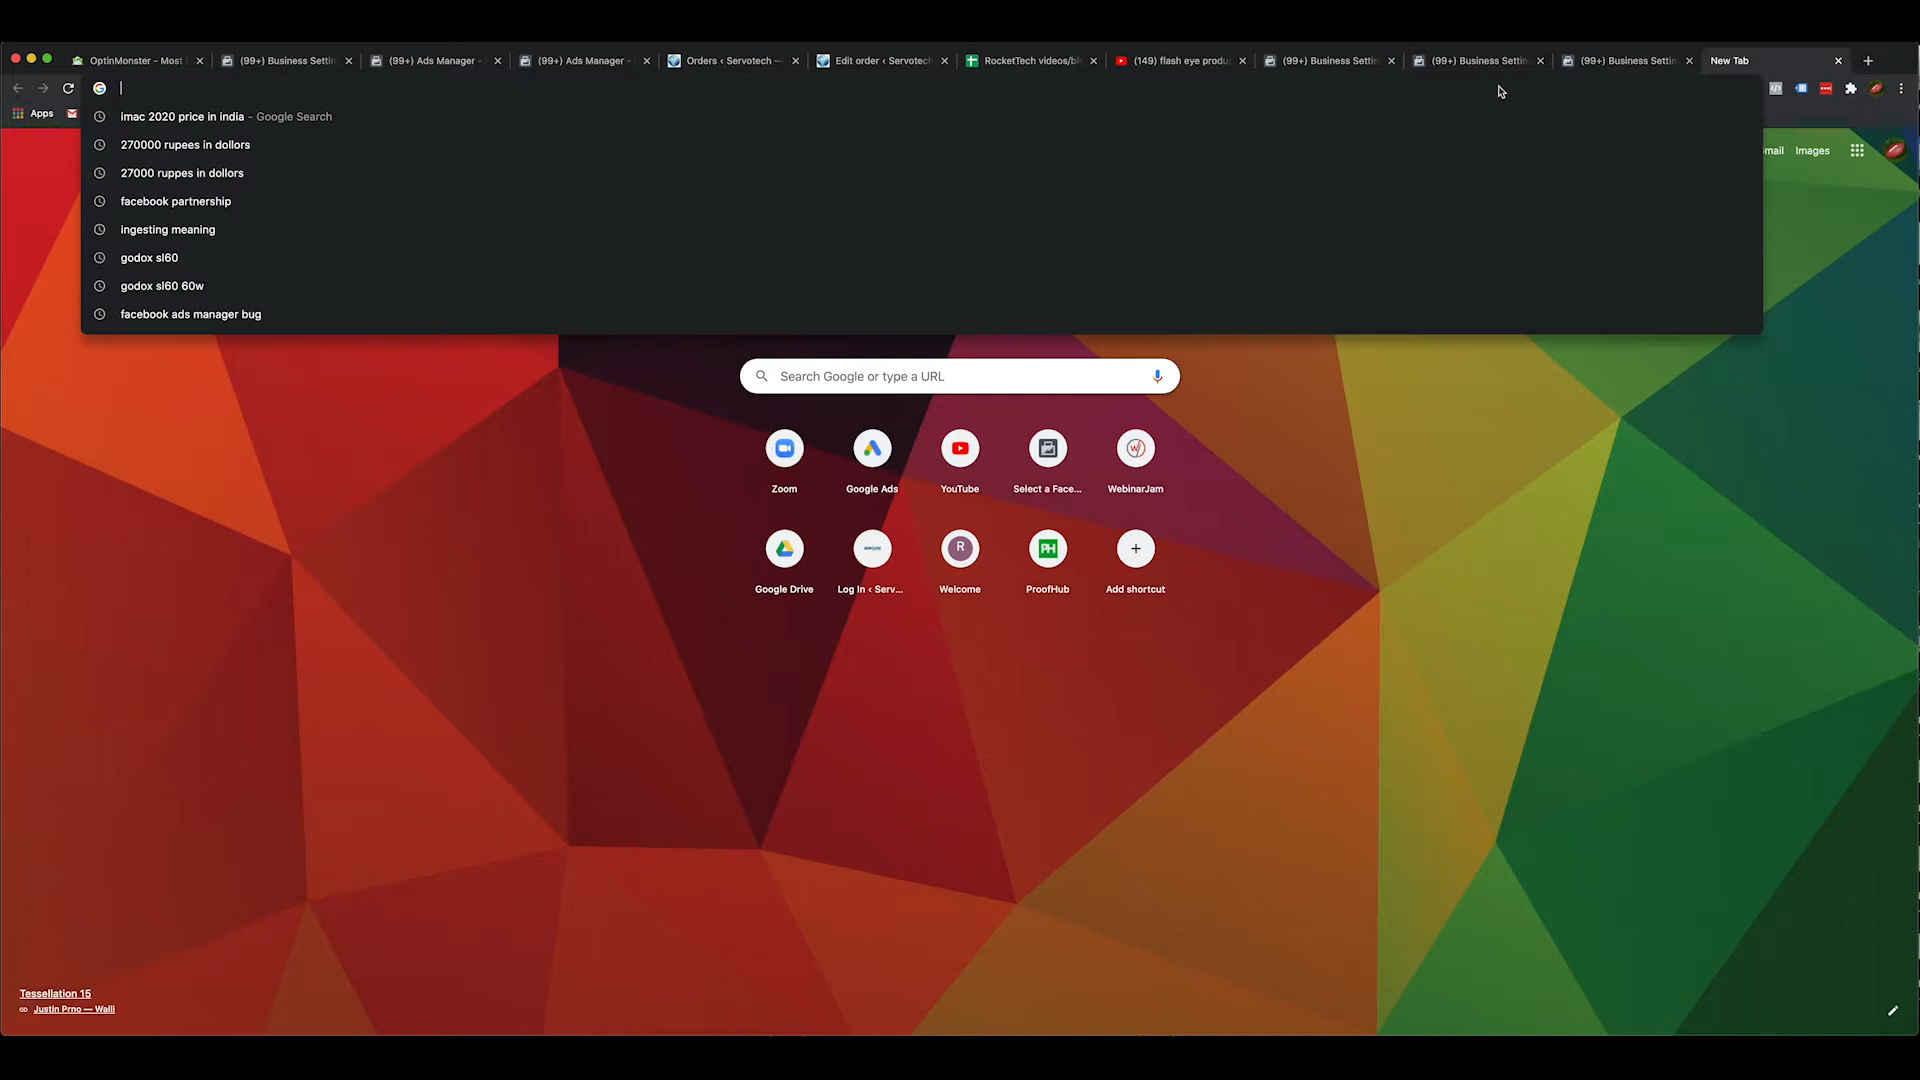 OptinMonster - Most
(99+) Business Settin
(99+) Ads Manager -
(99+) Ads Manager -
Orders ‹ Servotech —
Edit order ‹ Servotech
RocketTech videos/bl
(149) flash eye produ
(99+) Business Settin
(99+) Business Settin
(99+) Business Settin
New Tab
Apps
imac 2020 price in india - Google Search
270000 rupees in dollors
27000 ruppes in dollors
facebook partnership
ingesting meaning
godox sl60
godox sl60 60w
facebook ads manager bug
mail Images
Search Google or type a URL
Zoom
Google Ads
YouTube
Select a Face...
WebinarJam
Google Drive
Log In ‹ Serv...
R
Welcome
PH
ProofHub
Add shortcut
Tessellation 15
Justin Prno — Walli